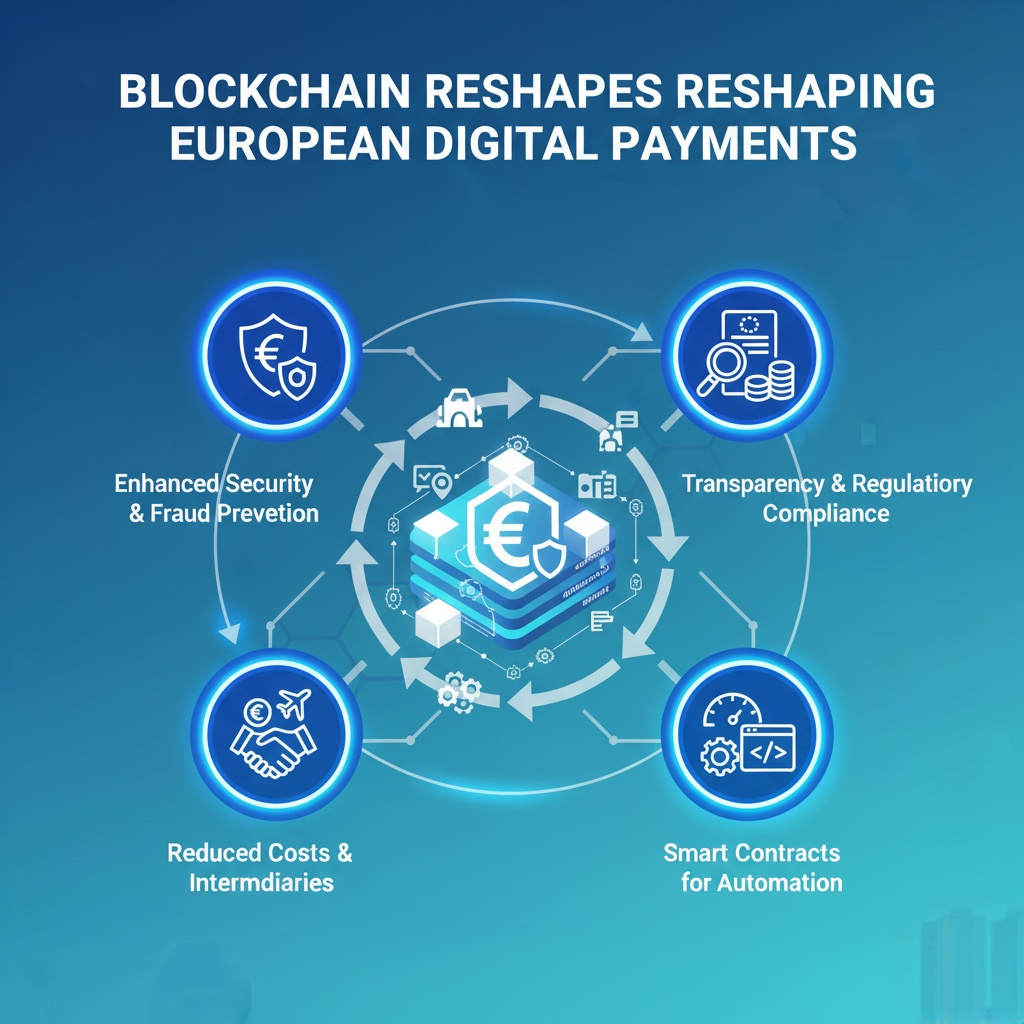 BLOCKCHAIN RESHAPES RESHAPING
EUROPEAN DIGITAL PAYMENTS
€
Enhanced Security
& Fraud Prevetion
Transparency & Regulatiory
Compliance
€
€
</>
Reduced Costs &
Intermdiaries
Smart Contracts
for Automation